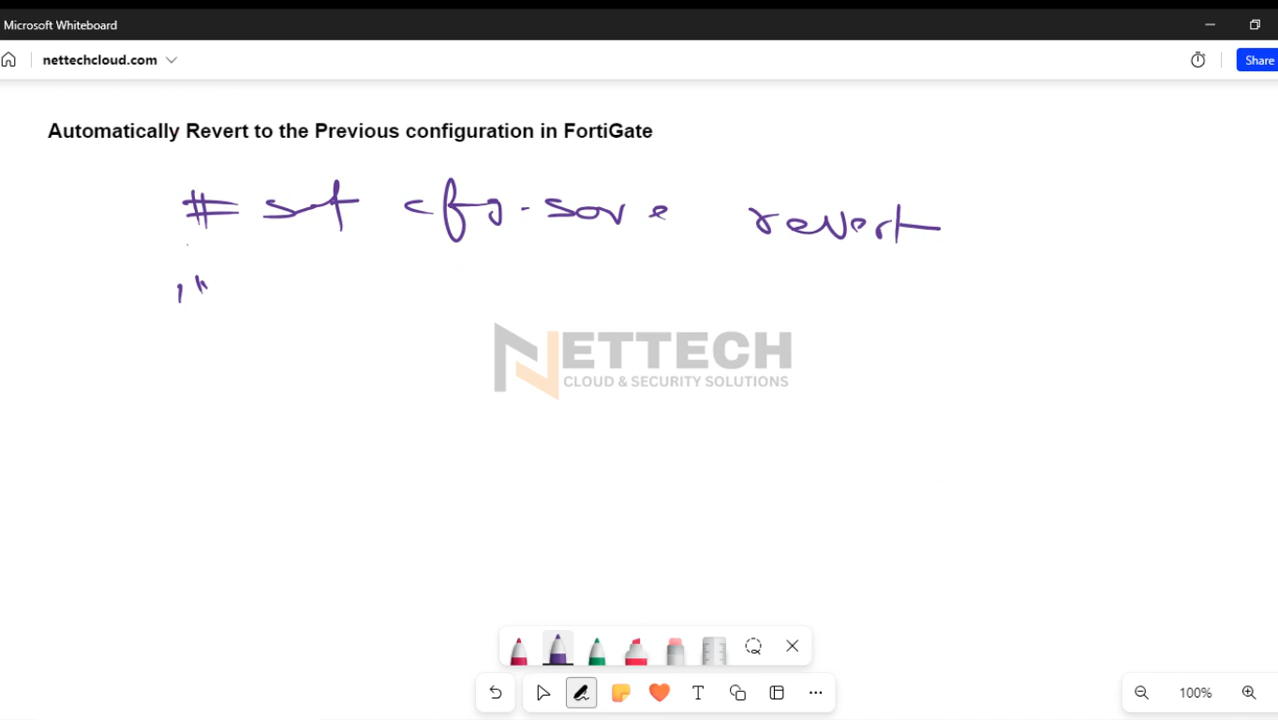 Microsoft Whiteboard
nettechcloud.com
Share
Automatically Revert to the Previous configuration in FortiGate
# set cfg-save revert
NETTECH
CLOUD & SECURITY SOLUTIONS
T
100%